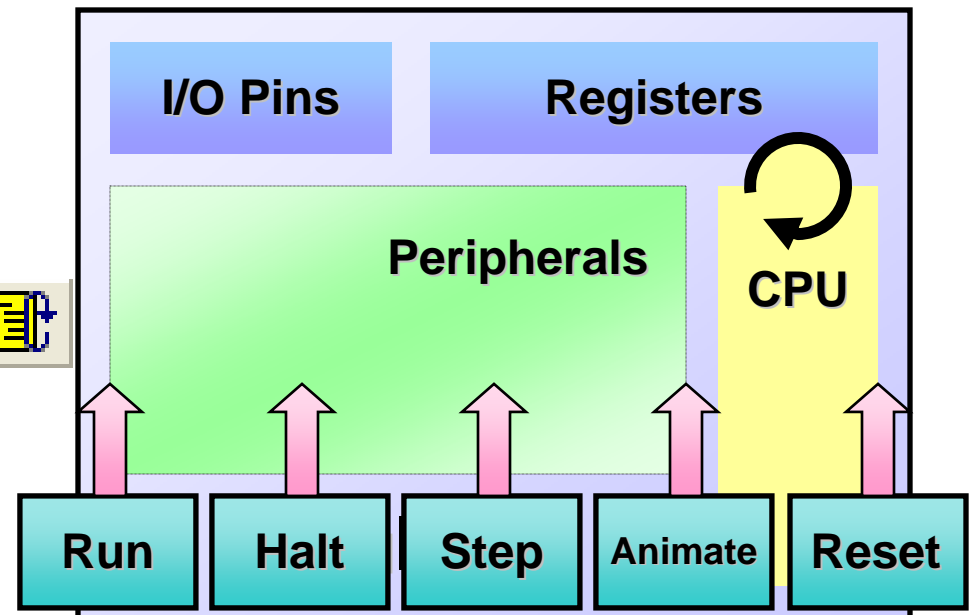 I/O Pins
Registers
Peripherals
CPU
Run
Halt
Step
Animate
Reset